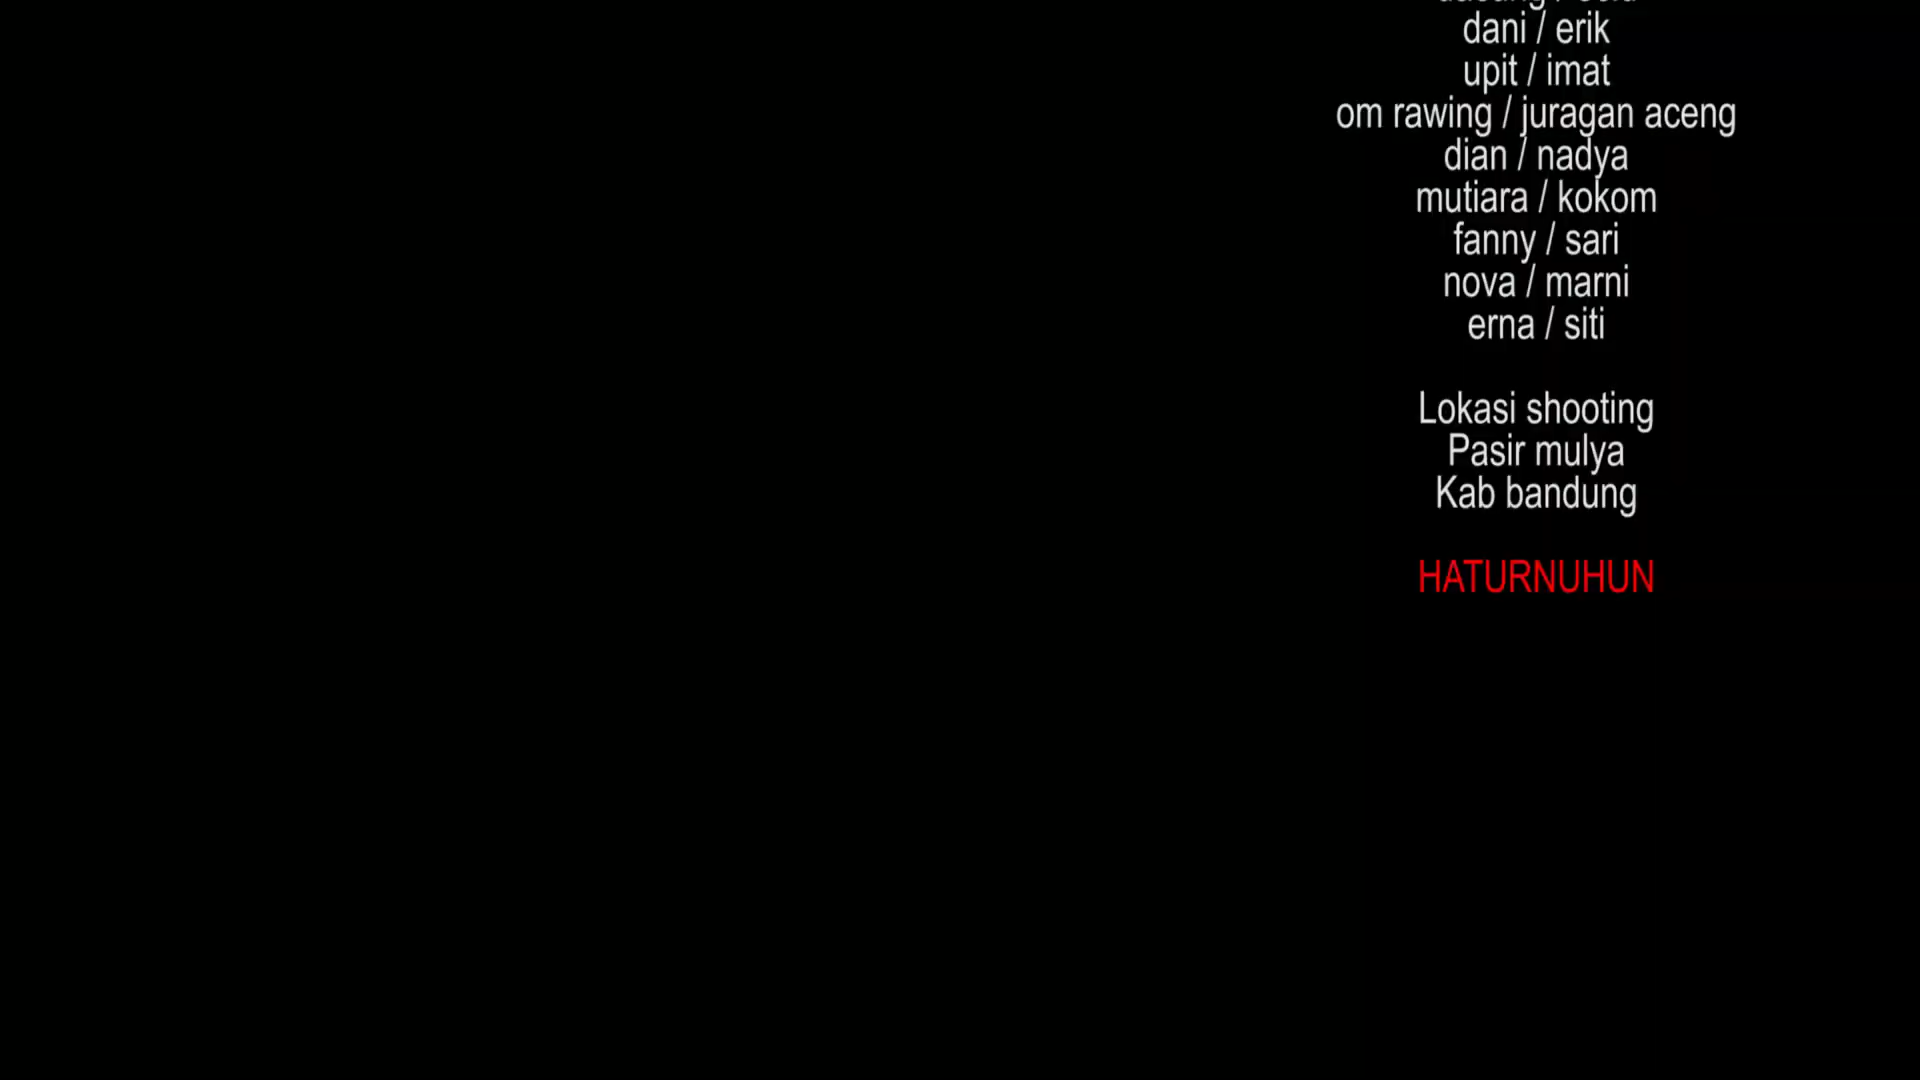 dani / erik
upit / imat
om rawing / juragan aceng
dian / nadya
mutiara / kokom
fanny / sari
nova / marni
erna / siti
Lokasi shooting
Pasir mulya
Kab bandung
HATURNUHUN